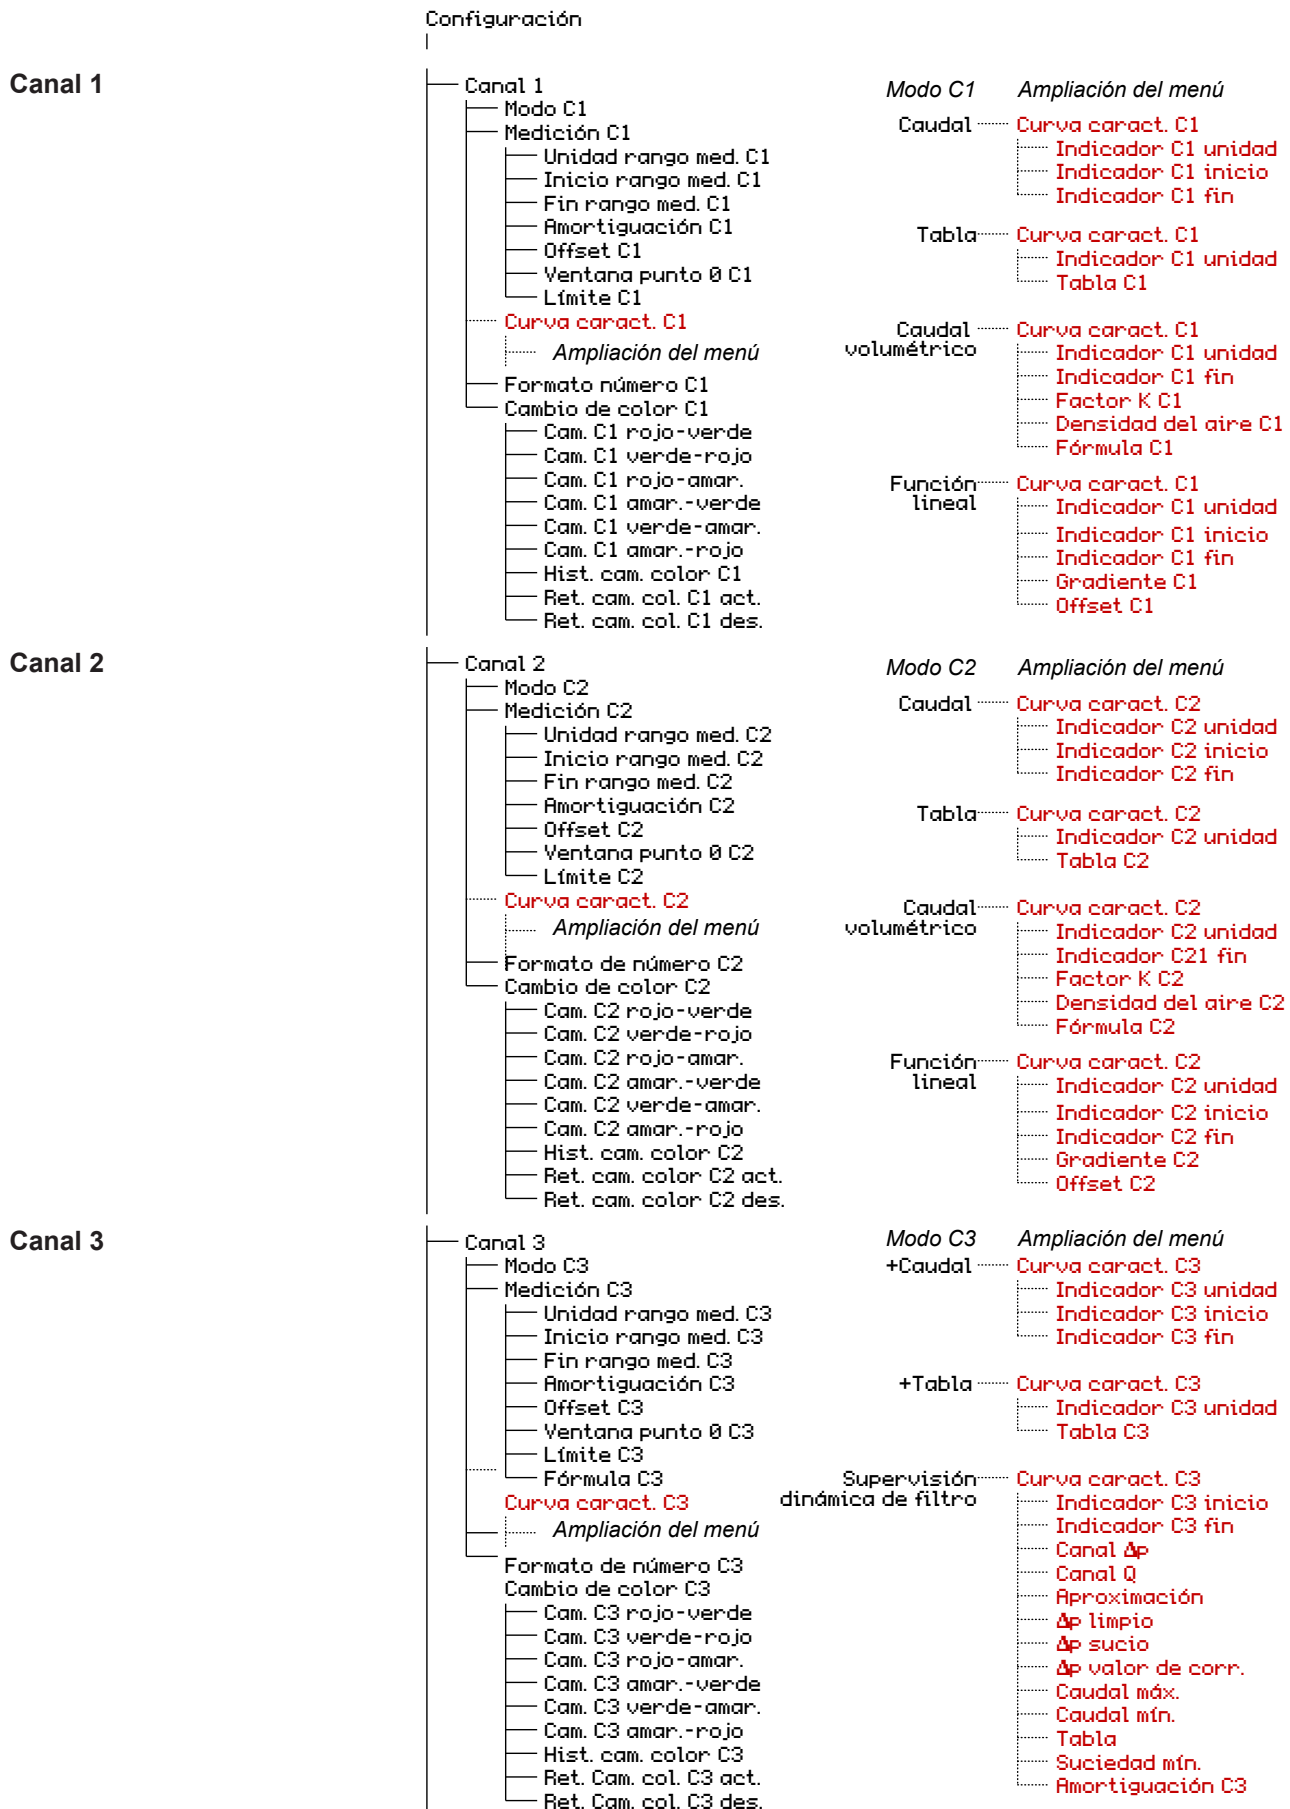 Configuración
Canal 1
Canal 1
Modo C1
Medición C1
Unidad rango med. C1
Inicio rango med. C1
Fin rango med. C1
Amortiguación C1
Offset C1
Ventana punto 0 C1
Límite C1
Curva caract. C1
Ampliación del menú
Formato número C1
Cambio de color C1
Cam. C1 rojo-verde
Cam. C1 verde-rojo
Cam. C1 rojo-amar.
Cam. C1 amar.-verde
Cam. C1 verde-amar.
Cam. C1 amar.-rojo
Hist. cam. color C1
Ret. cam. col. C1 act.
Ret. cam. col. C1 des.
Modo C1 Ampliación del menú
Caudal Curva caract. C1
Indicador C1 unidad
Indicador C1 inicio
Indicador C1 fin
Tabla Curva caract. C1
Indicador C1 unidad
Tabla C1
Caudal Curva caract. C1
volumétrico Indicador C1 unidad
Indicador C1 fin
Factor K C1
Densidad del aire C1
Fórmula C1
Función Curva caract. C1
lineal Indicador C1 unidad
Indicador C1 inicio
Indicador C1 fin
Gradiente C1
Offset C1
Canal 2
Canal 2
Modo C2
Medición C2
Unidad rango med. C2
Inicio rango med. C2
Fin rango med. C2
Amortiguación C2
Offset C2
Ventana punto 0 C2
Límite C2
Curva caract. C2
Ampliación del menú
Formato de número C2
Cambio de color C2
Cam. C2 rojo-verde
Cam. C2 verde-rojo
Cam. C2 rojo-amar.
Cam. C2 amar.-verde
Cam. C2 verde-amar.
Cam. C2 amar.-rojo
Hist. cam. color C2
Ret. cam. color C2 act.
Ret. cam. color C2 des.
Modo C2 Ampliación del menú
Caudal Curva caract. C2
Indicador C2 unidad
Indicador C2 inicio
Indicador C2 fin
Tabla Curva caract. C2
Indicador C2 unidad
Tabla C2
Caudal Curva caract. C2
volumétrico Indicador C2 unidad
Indicador C21 fin
Factor K C2
Densidad del aire C2
Fórmula C2
Función Curva caract. C2
lineal Indicador C2 unidad
Indicador C2 inicio
Indicador C2 fin
Gradiente C2
Offset C2
Canal 3
Canal 3
Modo C3
Medición C3
Unidad rango med. C3
Inicio rango med. C3
Fin rango med. C3
Amortiguación C3
Offset C3
Ventana punto 0 C3
Límite C3
Fórmula C3
Curva caract. C3
Ampliación del menú
Formato de número C3
Cambio de color C3
Cam. C3 rojo-verde
Cam. C3 verde-rojo
Cam. C3 rojo-amar.
Cam. C3 amar.-verde
Cam. C3 verde-amar.
Cam. C3 amar.-rojo
Hist. cam. color C3
Ret. Cam. col. C3 act.
Ret. Cam. col. C3 des.
Modo C3 Ampliación del menú
+Caudal Curva caract. C3
Indicador C3 unidad
Indicador C3 inicio
Indicador C3 fin
+Tabla Curva caract. C3
Indicador C3 unidad
Tabla C3
Supervisión Curva caract. C3
dinámica de filtro Indicador C3 inicio
Indicador C3 fin
Canal Δp
Canal Q
Aproximación
Δp limpio
Δp sucio
Δp valor de corr.
Caudal máx.
Caudal mín.
Tabla
Suciedad mín.
Amortiguación C3